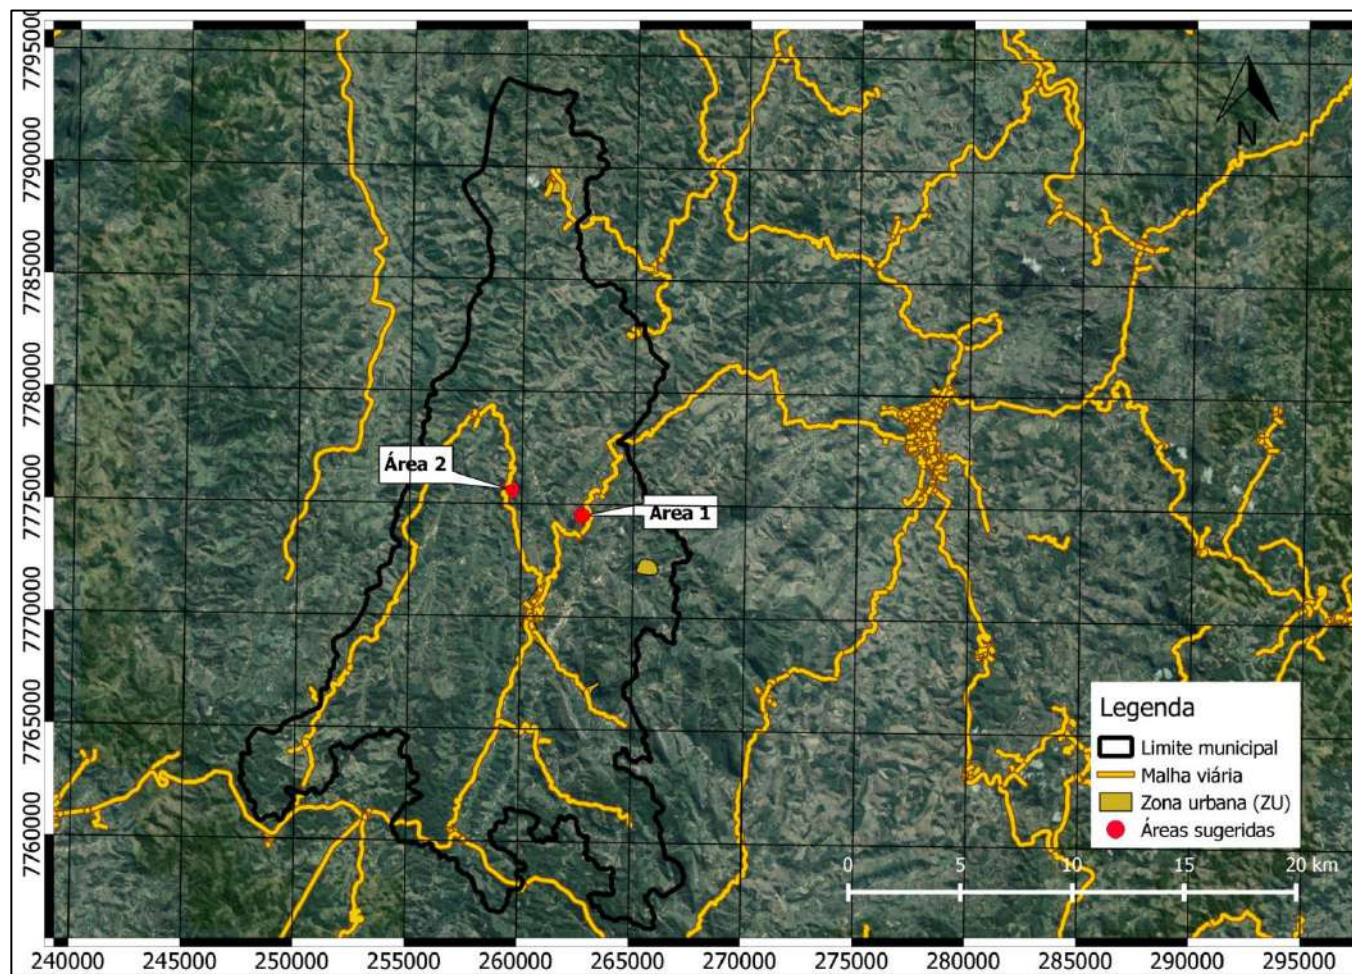 7795000
7790000
7785000
7780000
7775000
7770000
7765000
7760000
N
Área 2
Área 1
Legenda
Limite municipal
Malha viária
Zona urbana (ZU)
Áreas sugeridas
0 5 10 15 20 km
240000 245000 250000 255000 260000 265000 270000 275000 280000 285000 290000 295000